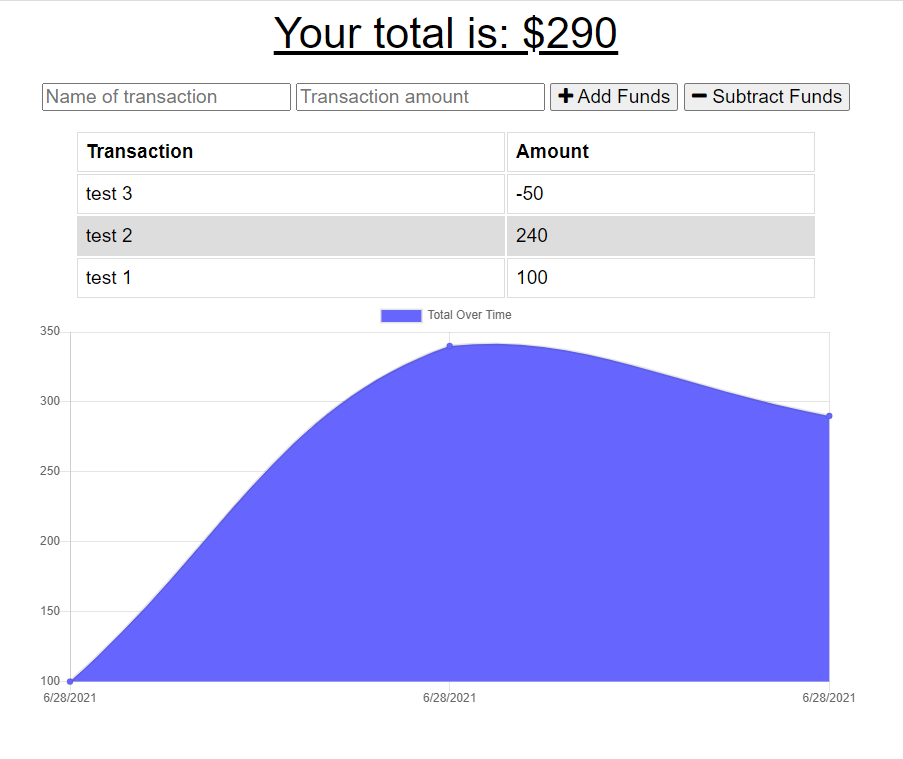 Your total is: $290
Name of transaction Transaction amount + Add Funds − Subtract Funds
Transaction Amount
test 3 -50
test 2 240
test 1 100
Total Over Time
350
300
250
200
150
100
6/28/2021 6/28/2021 6/28/2021